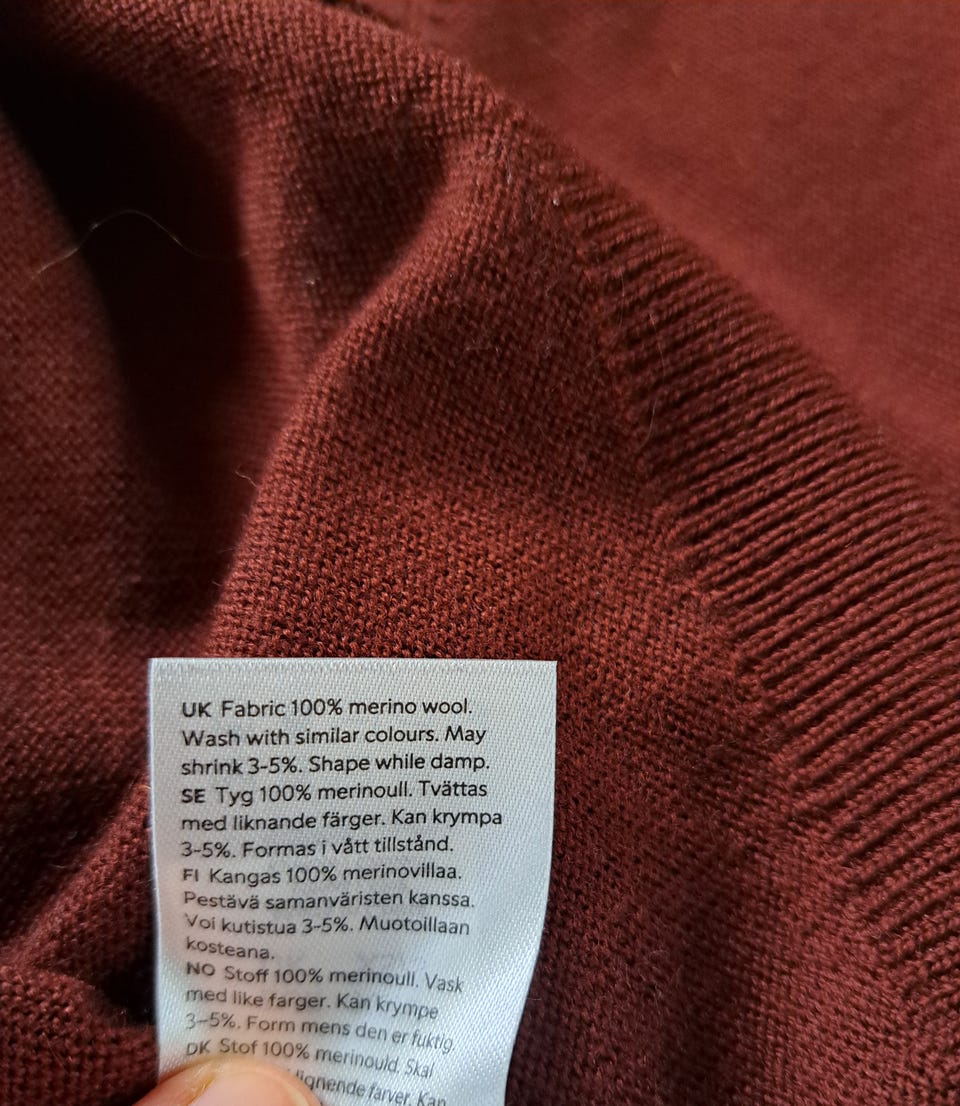 UK Fabric 100% merino wool.
Wash with similar colours. May
shrink 3-5%. Shape while damp.
SE Tyg 100% merinoull. Tvättas
med liknande färger. Kan krympa
3-5%. Formas i vått tillstånd.
FI Kangas 100% merinovillaa.
Pestävä samanväristen kanssa.
Voi kutistua 3-5%. Muotoillaan
kosteana.
NO Stoff 100% merinoull. Vask
med like farger. Kan krympe
3-5%. Form mens den er fuktig.
DK Stof 100% merinould. Skal
lignende farver. Kan